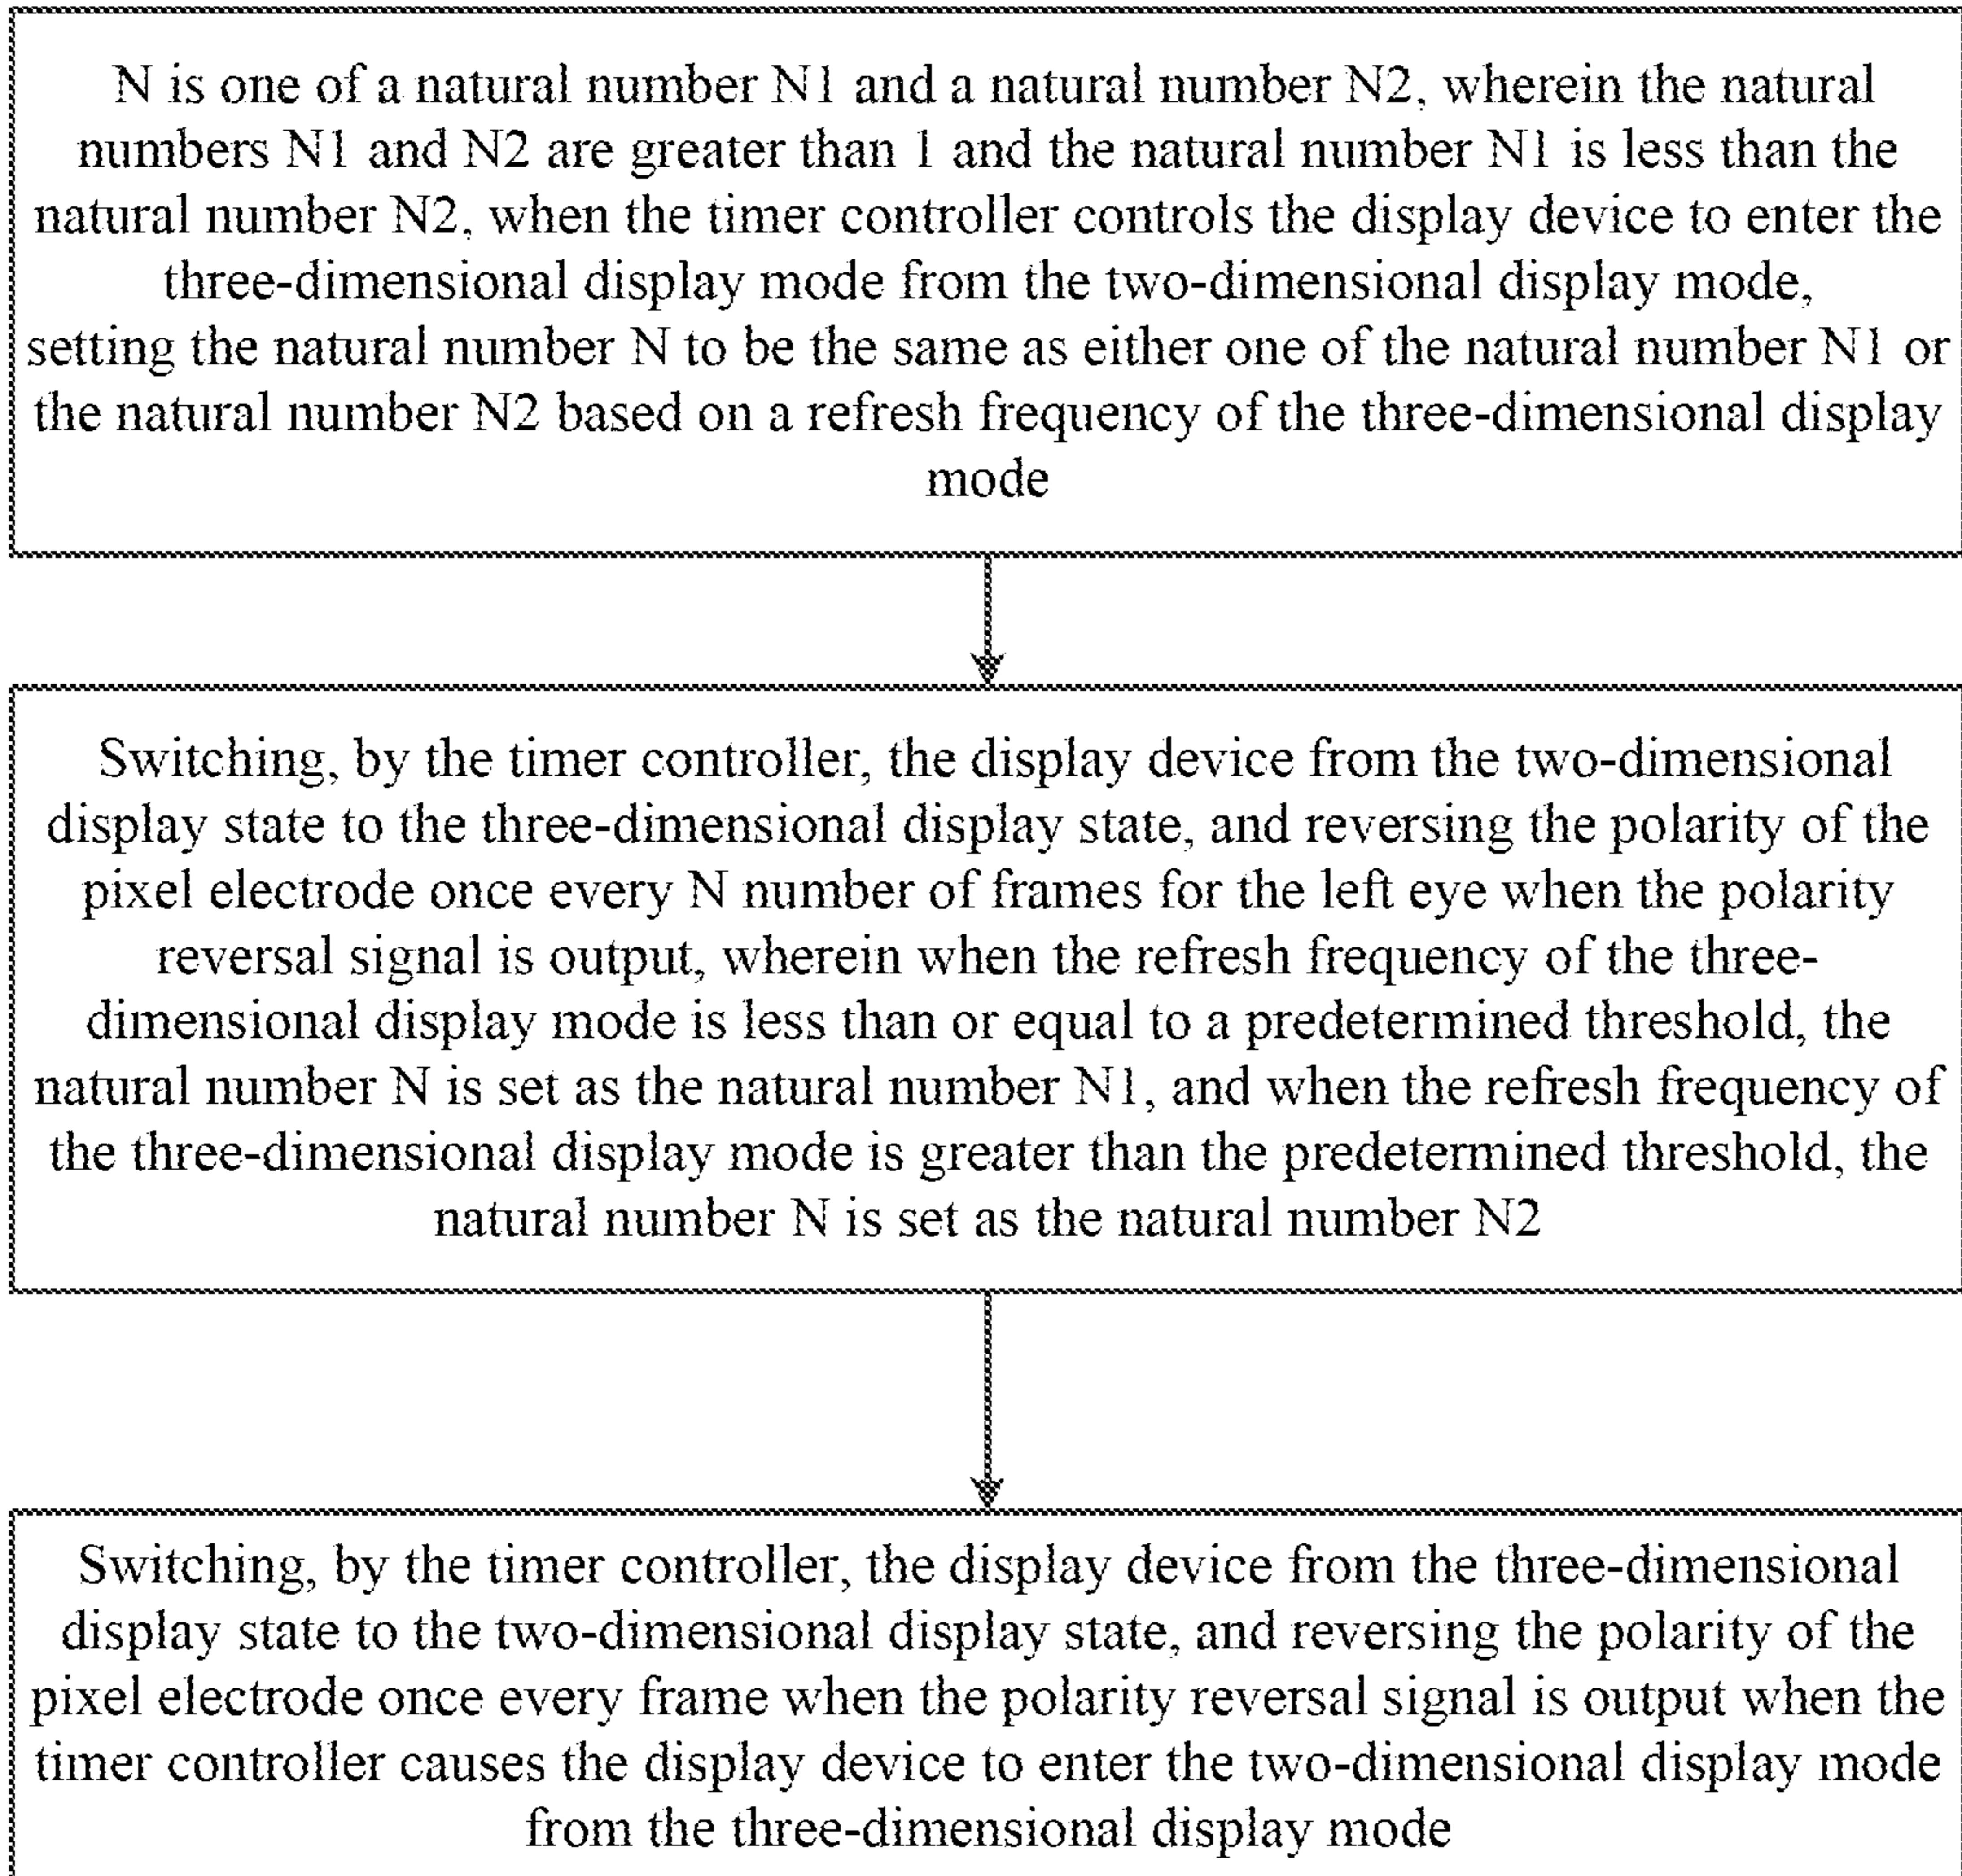 N is one of a natural number N1 and a natural number N2, wherein the natural
numbers N1 and N2 are greater than 1 and the natural number N1 is less than the
natural number N2, when the timer controller controls the display device to enter the
three-dimensional display mode from the two-dimensional display mode,
setting the natural number N to be the same as either one of the natural number N1 or
the natural number N2 based on a refresh frequency of the three-dimensional display
mode
Switching, by the timer controller, the display device from the two-dimensional
display state to the three-dimensional display state, and reversing the polarity of the
pixel electrode once every N number of frames for the left eye when the polarity
reversal signal is output, wherein when the refresh frequency of the three-
dimensional display mode is less than or equal to a predetermined threshold, the
natural number N is set as the natural number N1, and when the refresh frequency of
the three-dimensional display mode is greater than the predetermined threshold, the
natural number N is set as the natural number N2
Switching, by the timer controller, the display device from the three-dimensional
display state to the two-dimensional display state, and reversing the polarity of the
pixel electrode once every frame when the polarity reversal signal is output when the
timer controller causes the display device to enter the two-dimensional display mode
from the three-dimensional display mode